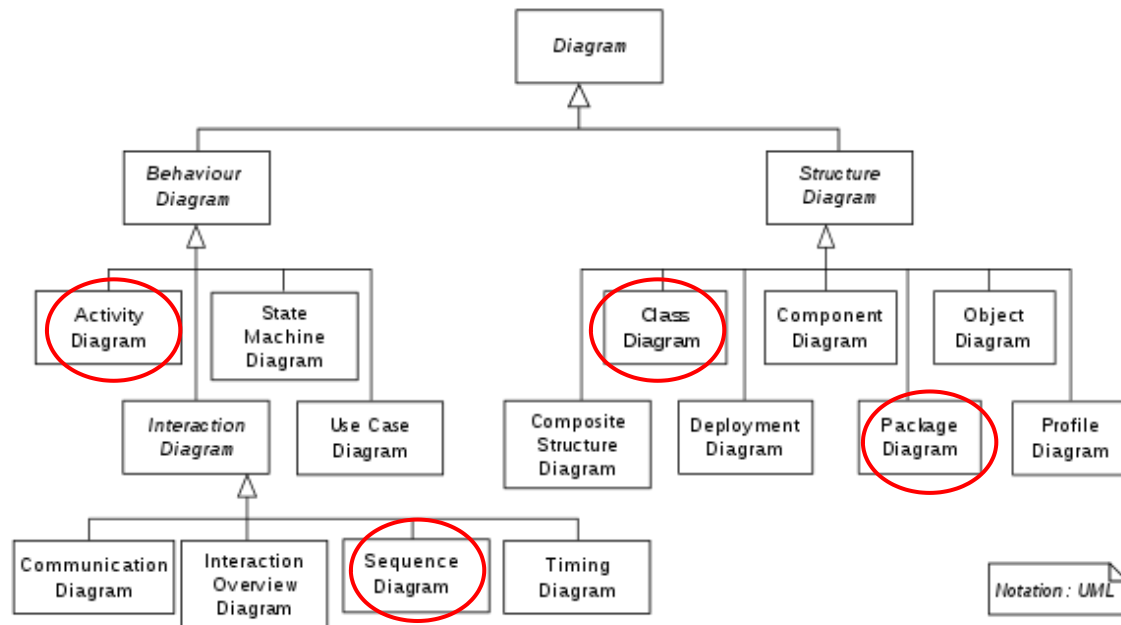 Diagram
Behaviour
Diagram
Structure
Diagram
Activity
Diagram
State
Machine
Diagram
Class
Diagram
Component
Diagram
Object
Diagram
Interaction
Diagram
Use Case
Diagram
Composite
Structure
Diagram
Deployment
Diagram
Package
Diagram
Profile
Diagram
Communication
Diagram
Interaction
Overview
Diagram
Sequence
Diagram
Timing
Diagram
Notation : UML